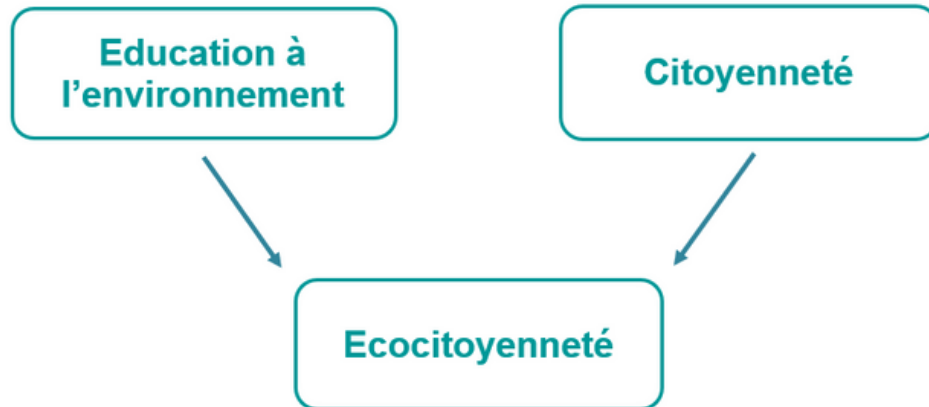 Education à
l’environnement
Citoyenneté
Ecocitoyenneté